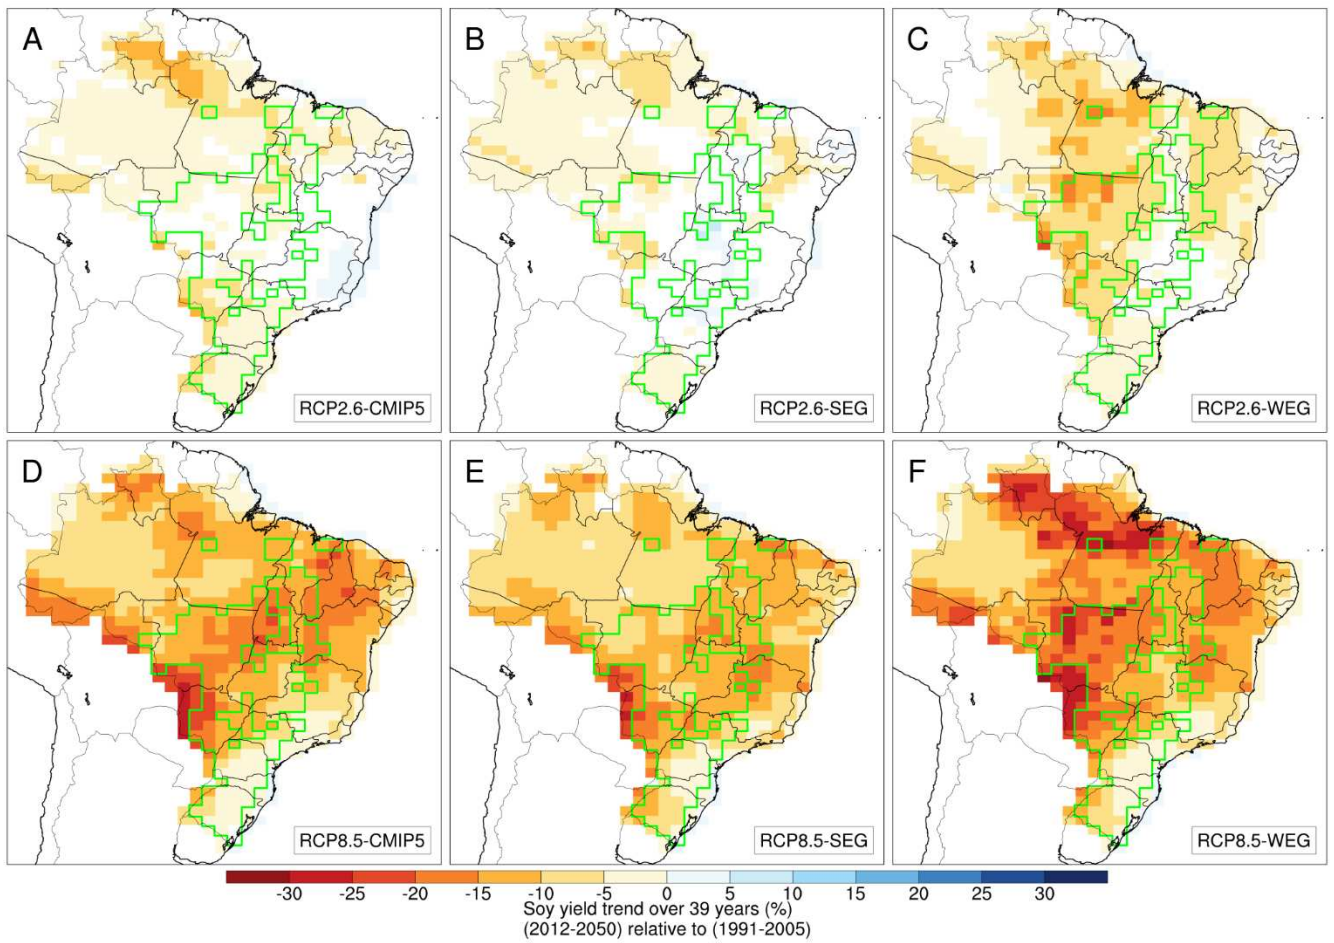 A
B
C
RCP2.6-CMIP5
RCP2.6-SEG
RCP2.6-WEG
D
E
F
RCP8.5-CMIP5
RCP8.5-SEG
RCP8.5-WEG
-30 -25 -20 -15 -10 -5 0 5 10 15 20 25 30
Soy yield trend over 39 years (%)
(2012-2050) relative to (1991-2005)